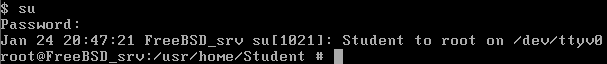 $ su
Password:
Jan 24 20:47:21 FreeBSD_srv su[1021]: Student to root on /dev/ttyv0
root@FreeBSD_srv:/usr/home/Student #